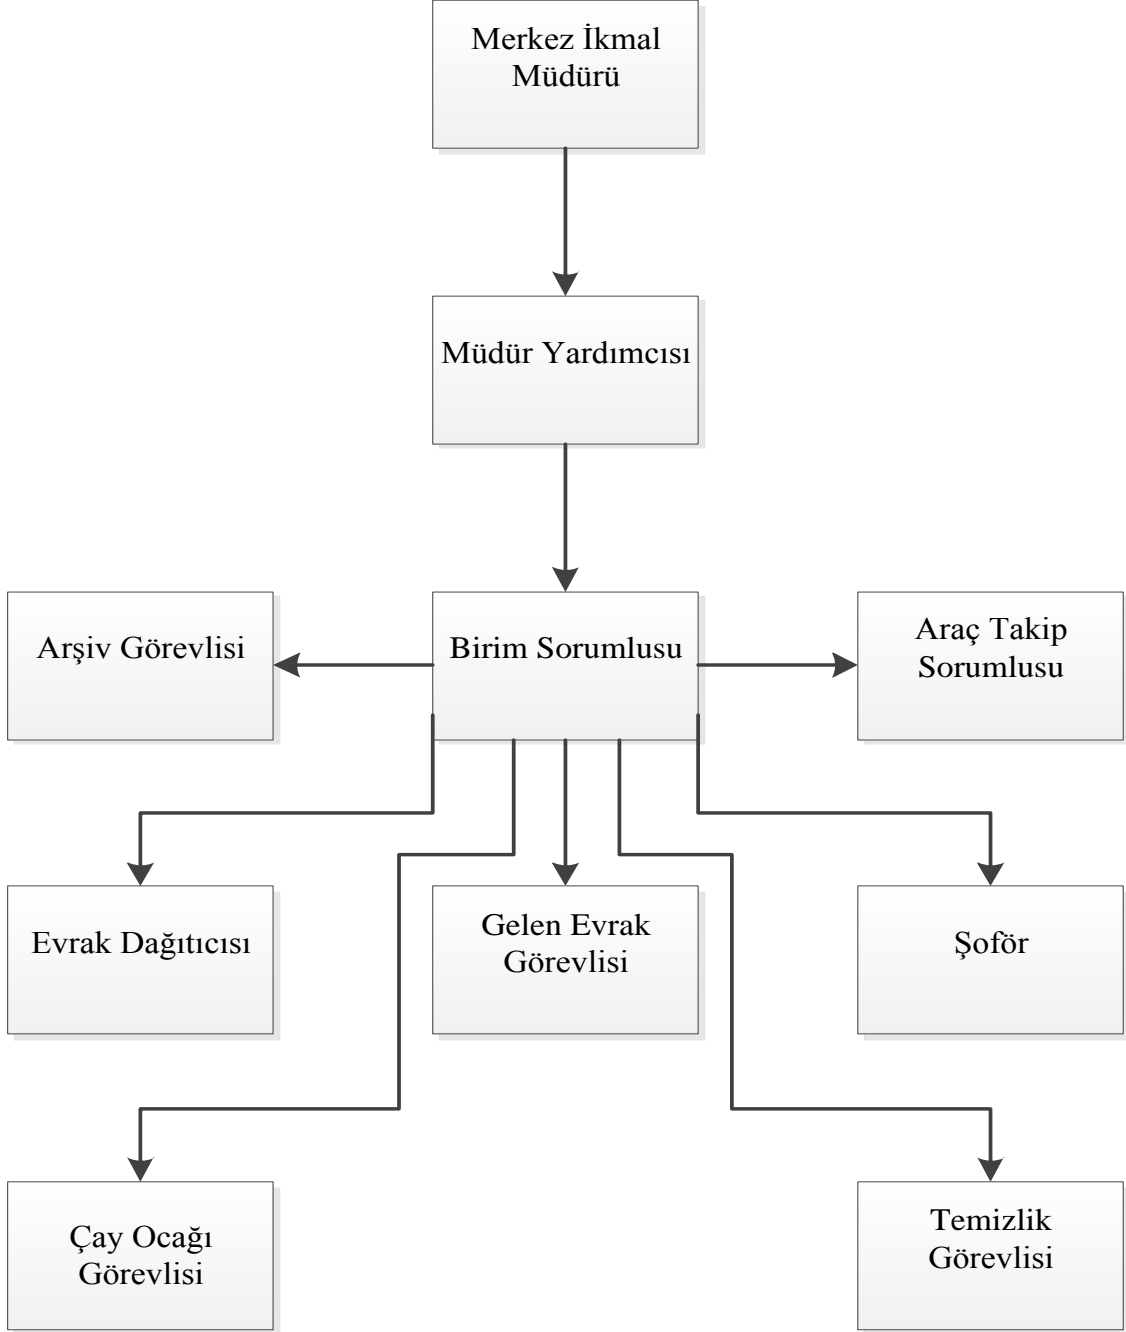 Merkez İkmal
Müdürü
Müdür Yardımcısı
Arşiv Görevlisi
Birim Sorumlusu
Araç Takip
Sorumlusu
Evrak Dağıtıcısı
Gelen Evrak
Görevlisi
Şoför
Çay Ocağı
Görevlisi
Temizlik
Görevlisi